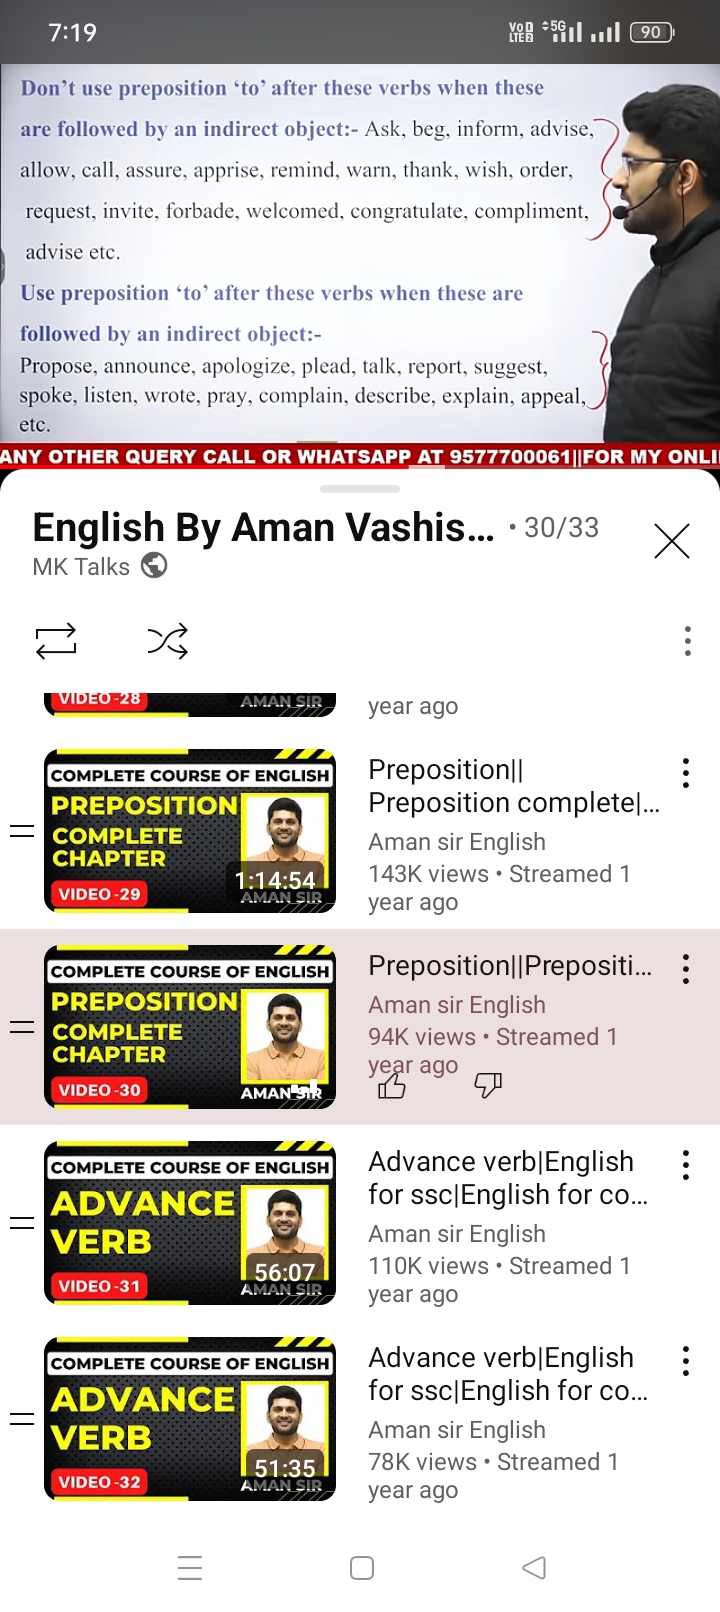 7:19
VoD LTE2 5G 90
Don't use preposition 'to' after these verbs when these
are followed by an indirect object:- Ask, beg, inform, advise,
allow, call, assure, apprise, remind, warn, thank, wish, order,
request, invite, forbade, welcomed, congratulate, compliment,
advise etc.
Use preposition 'to' after these verbs when these are
followed by an indirect object:-
Propose, announce, apologize, plead, talk, report, suggest,
spoke, listen, wrote, pray, complain, describe, explain, appeal,
etc.
ANY OTHER QUERY CALL OR WHATSAPP AT 9577700061||FOR MY ONLI
English By Aman Vashis... • 30/33
MK Talks
VIDEO-28
AMAN SIR
year ago
COMPLETE COURSE OF ENGLISH
PREPOSITION
COMPLETE
CHAPTER
VIDEO-29
1:14:54
AMAN SIR
Preposition||
Preposition complete|...
Aman sir English
143K views • Streamed 1
year ago
COMPLETE COURSE OF ENGLISH
PREPOSITION
COMPLETE
CHAPTER
VIDEO-30
AMAN SIR
Preposition||Prepositi...
Aman sir English
94K views • Streamed 1
year ago
COMPLETE COURSE OF ENGLISH
ADVANCE
VERB
VIDEO-31
56:07
AMAN SIR
Advance verb|English
for ssc|English for co...
Aman sir English
110K views • Streamed 1
year ago
COMPLETE COURSE OF ENGLISH
ADVANCE
VERB
VIDEO-32
51:35
AMAN SIR
Advance verb|English
for ssc|English for co...
Aman sir English
78K views • Streamed 1
year ago